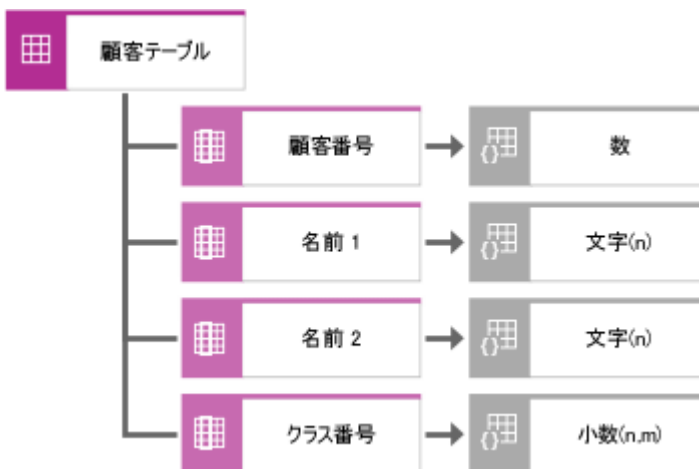 顧客テーブル
顧客番号
数
名前 1
文字(n)
名前 2
文字(n)
クラス番号
小数(n,m)